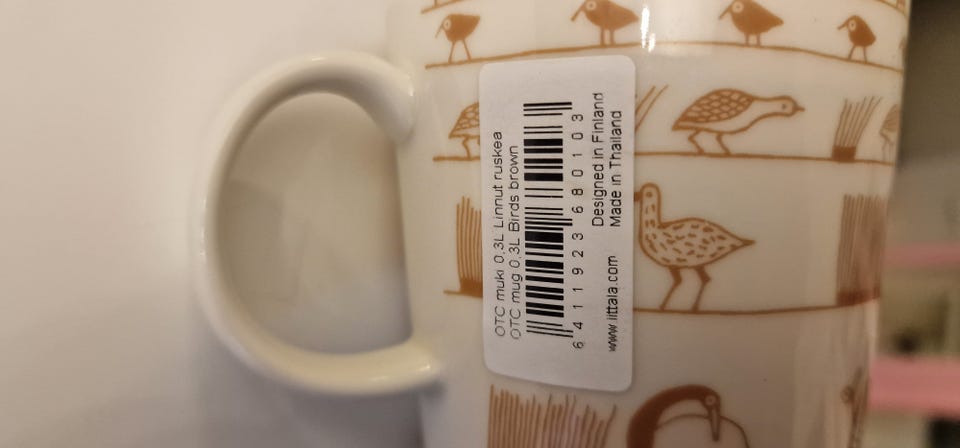 OTC muki 0,3L Linnut ruskea
OTC mug 0,3L Birds brown
6 411923 680103
Designed in Finland
www.iittala.com Made in Thailand